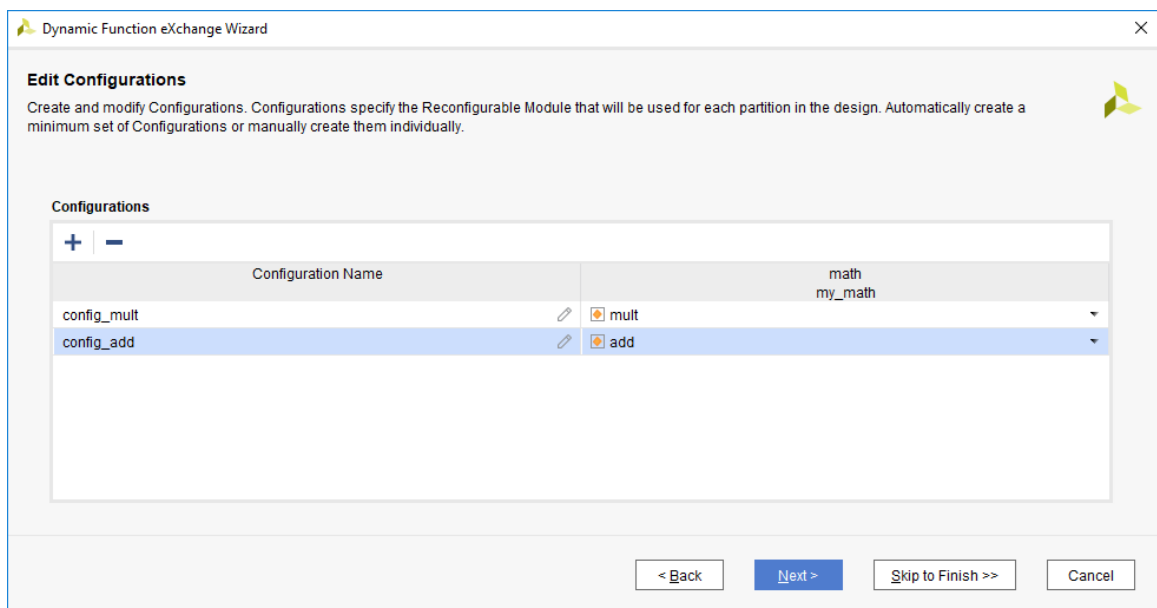 Dynamic Function eXchange Wizard
Edit Configurations
Create and modify Configurations. Configurations specify the Reconfigurable Module that will be used for each partition in the design. Automatically create a
minimum set of Configurations or manually create them individually.
Configurations
Configuration Name
math
my_math
config_mult
mult
config_add
add
< Back
Next >
Skip to Finish >>
Cancel